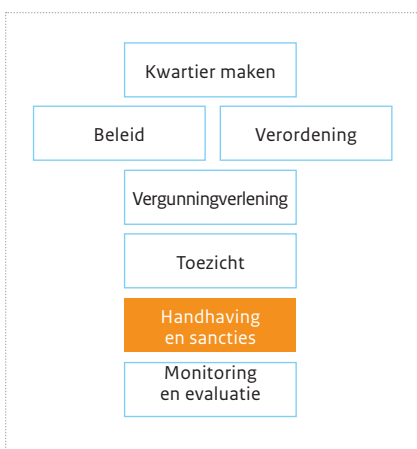 Kwartier maken
Beleid
Verordening
Vergunningverlening
Toezicht
Handhaving
en sancties
Monitoring
en evaluatie